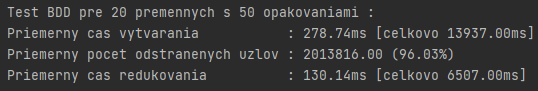 Test BDD pre 20 premennych s 50 opakovaniami :
Priemerny cas vytvarania : 278.74ms [celkovo 13937.00ms]
Priemerny pocet odstranenych uzlov : 2013816.00 (96.03%)
Priemerny cas redukovania : 130.14ms [celkovo 6507.00ms]